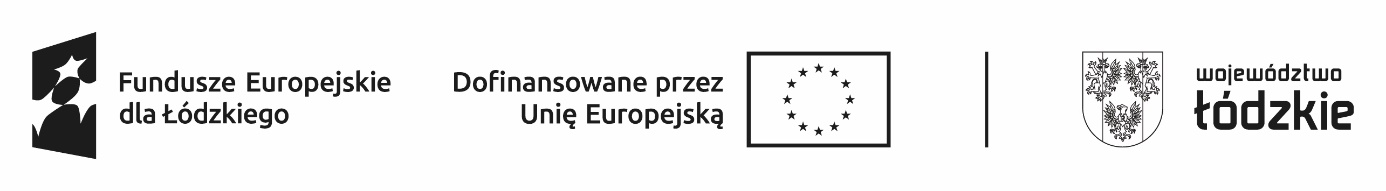 Fundusze Europejskie
dla Łódzkiego
Dofinansowane przez
Unię Europejską
województwo
łódzkie